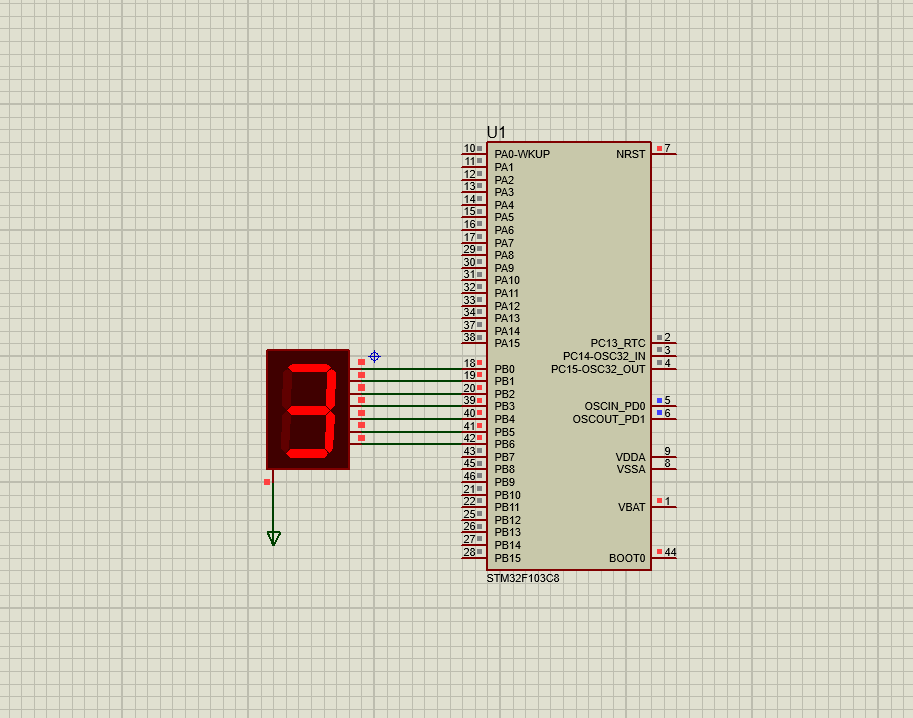 U1
10 PA0-WKUP NRST 7
11 PA1
12 PA2
13 PA3
14 PA4
15 PA5
16 PA6
17 PA7
29 PA8
30 PA9
31 PA10
32 PA11
33 PA12
34 PA13
37 PA14
38 PA15 PC13_RTC 2
PC14-OSC32_IN 3
18 PB0 PC15-OSC32_OUT 4
19 PB1
20 PB2
39 PB3 OSCIN_PD0 5
40 PB4 OSCOUT_PD1 6
41 PB5
42 PB6
43 PB7 VDDA 9
45 PB8 VSSA 8
46 PB9
21 PB10
22 PB11 VBAT 1
25 PB12
26 PB13
27 PB14
28 PB15 BOOT0 44
STM32F103C8
3